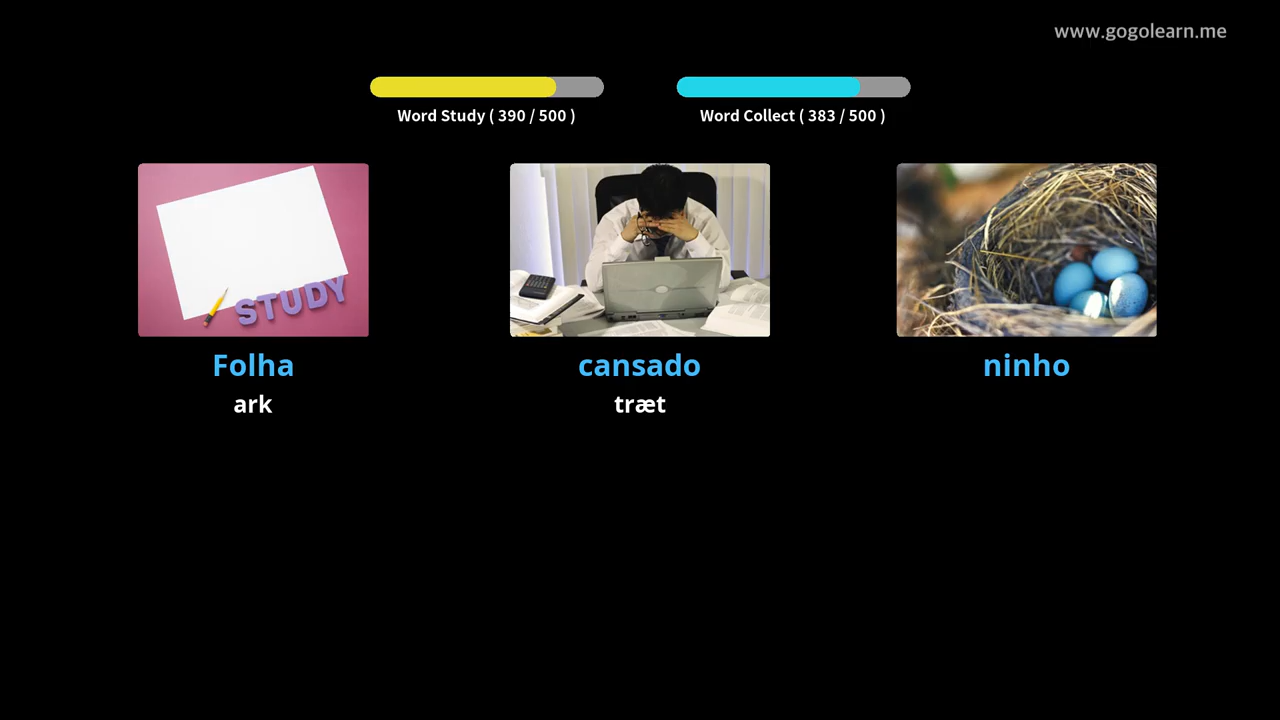 www.gogolearn.me
Word Study ( 390 / 500 )
Word Collect ( 383 / 500 )
STUDY
Folha
cansado
ninho
ark
træt